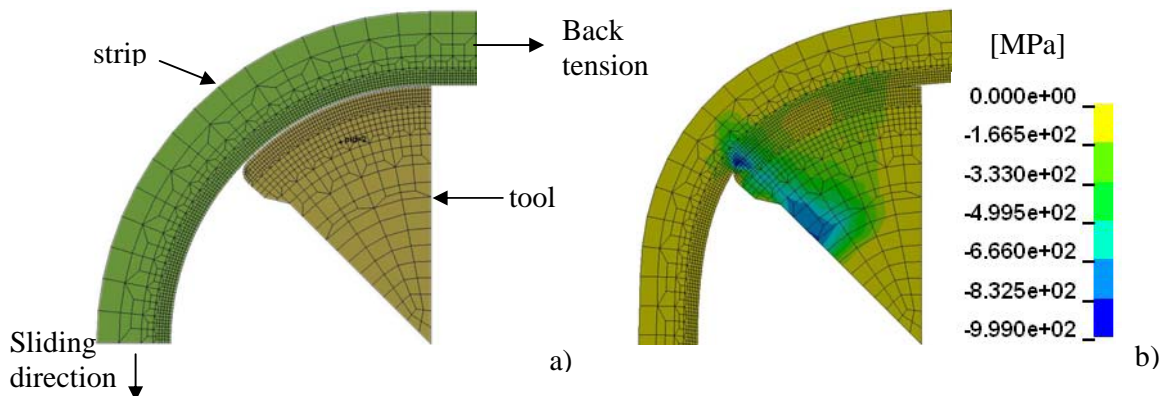 strip
Back
tension
tool
Sliding
direction
a)
[MPa]
0.000e+00
-1.665e+02
-3.330e+02
-4.995e+02
-6.660e+02
-8.325e+02
-9.990e+02
b)